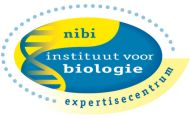 nibi
instituut voor
biologie
expertisecentrum